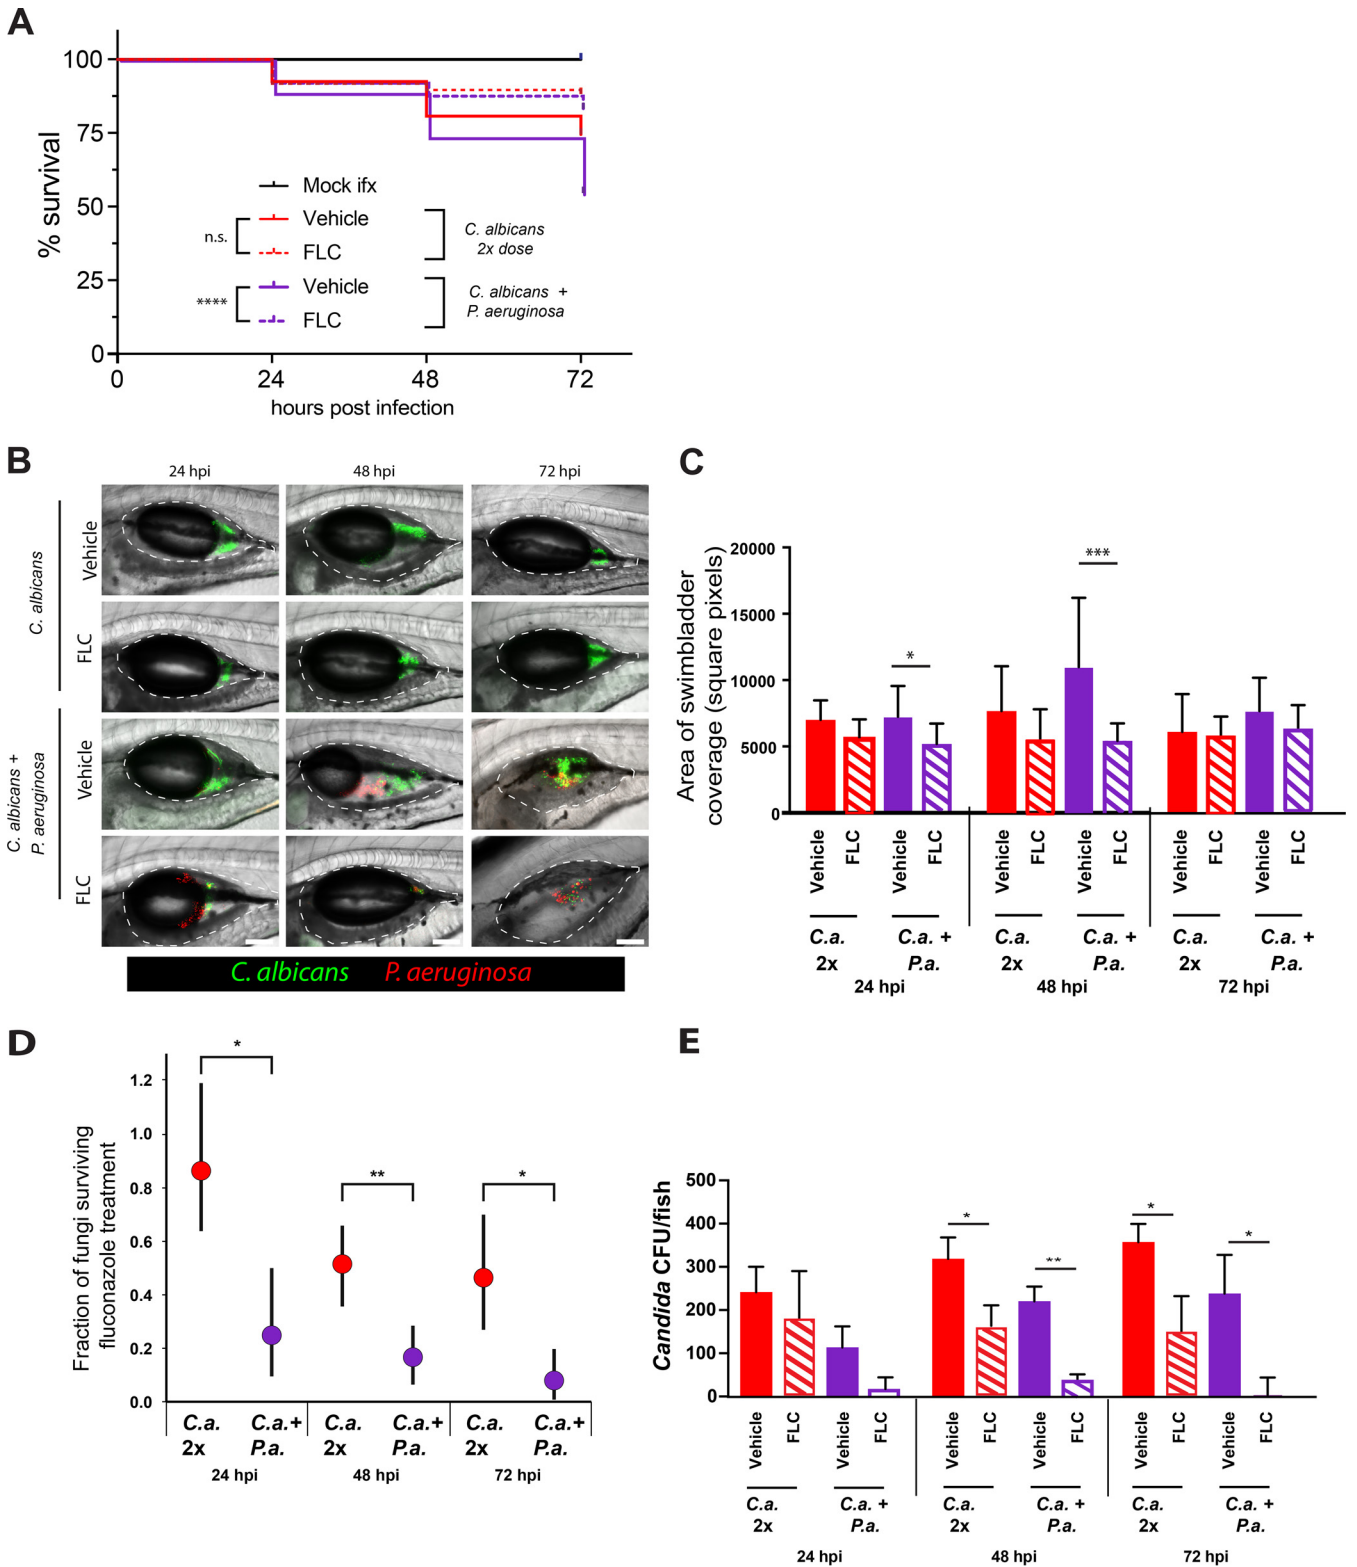 A
100
75
50
25
0
% survival
0 24 48 72
hours post infection
Mock ifx
Vehicle
FLC
Vehicle
FLC
n.s.
****
C. albicans
2x dose
C. albicans +
P. aeruginosa
B
24 hpi 48 hpi 72 hpi
C. albicans
Vehicle
FLC
C. albicans +
P. aeruginosa
Vehicle
FLC
C. albicans P. aeruginosa
C
Area of swimbladder
coverage (square pixels)
20000
15000
10000
5000
0
*
***
Vehicle FLC Vehicle FLC Vehicle FLC Vehicle FLC Vehicle FLC Vehicle FLC
C.a. C.a. + C.a. C.a. + C.a. C.a. +
2x P.a. 2x P.a. 2x P.a.
24 hpi 48 hpi 72 hpi
D
Fraction of fungi surviving
fluconazole treatment
1.2
1.0
0.8
0.6
0.4
0.2
0.0
*
**
*
C.a. C.a.+ C.a. C.a.+ C.a. C.a.+
2x P.a. 2x P.a. 2x P.a.
24 hpi 48 hpi 72 hpi
E
Candida CFU/fish
500
400
300
200
100
0
*
**
*
*
Vehicle FLC Vehicle FLC Vehicle FLC Vehicle FLC Vehicle FLC Vehicle FLC
C.a. C.a. + C.a. C.a. + C.a. C.a. +
2x P.a. 2x P.a. 2x P.a.
24 hpi 48 hpi 72 hpi